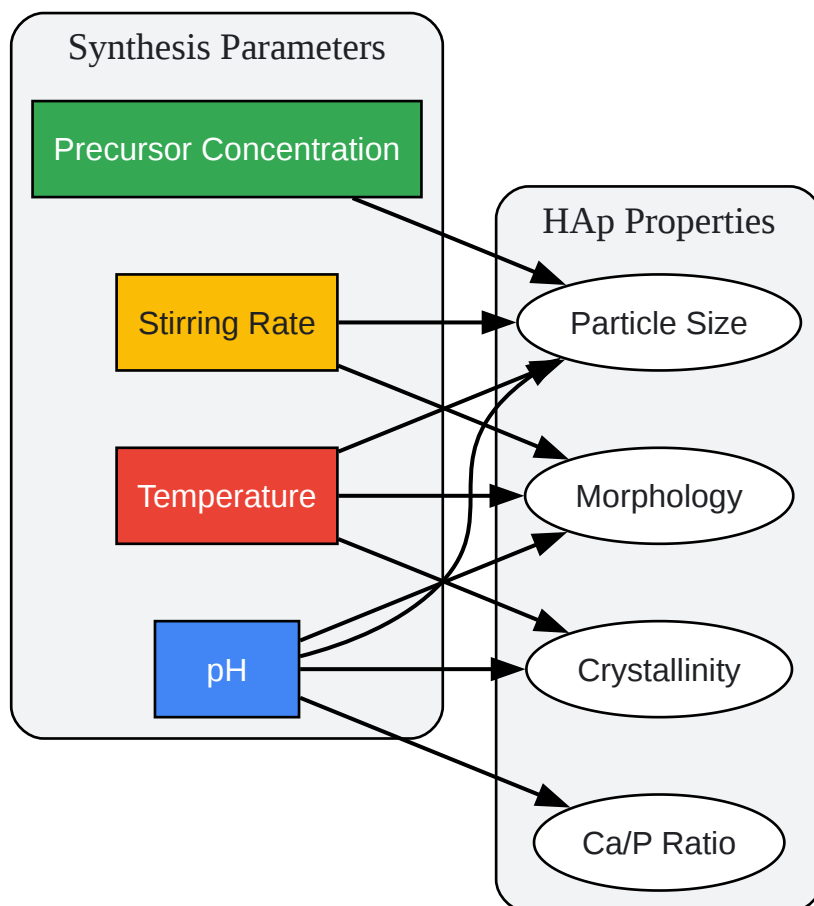 Synthesis Parameters
Precursor Concentration
Stirring Rate
Temperature
pH
HAp Properties
Particle Size
Morphology
Crystallinity
Ca/P Ratio